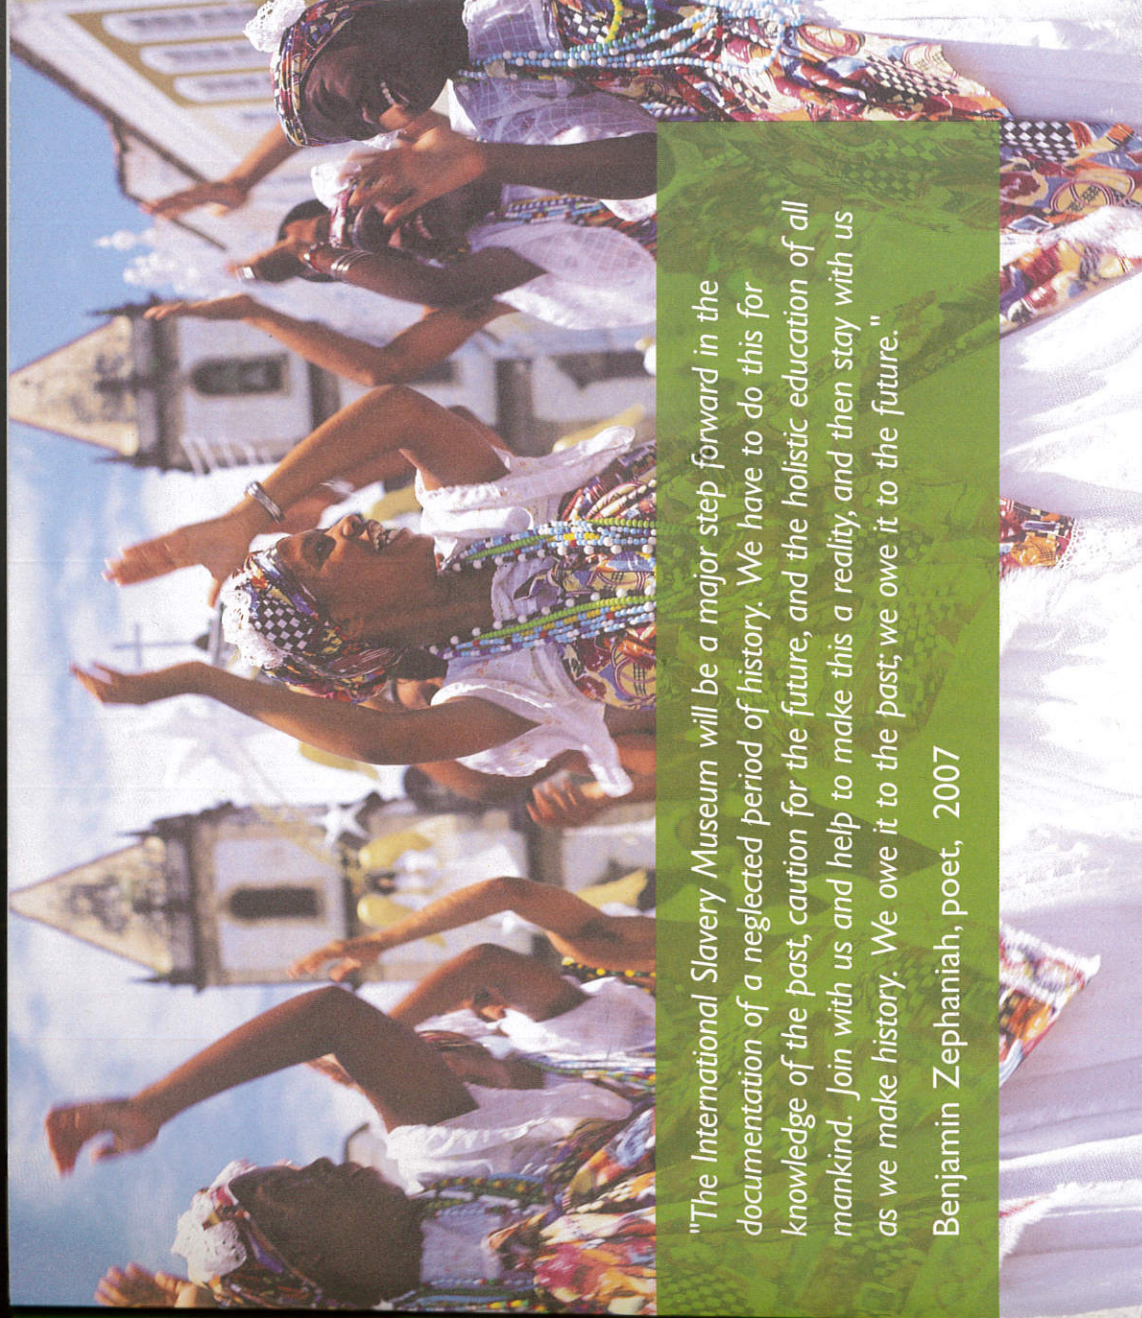 "The International Slavery Museum will be a major step forward in the
documentation of a neglected period of history. We have to do this for
knowledge of the past, caution for the future, and the holistic education of all
mankind. Join with us and help to make this a reality, and then stay with us
as we make history. We owe it to the past, we owe it to the future."
Benjamin Zephaniah, poet, 2007